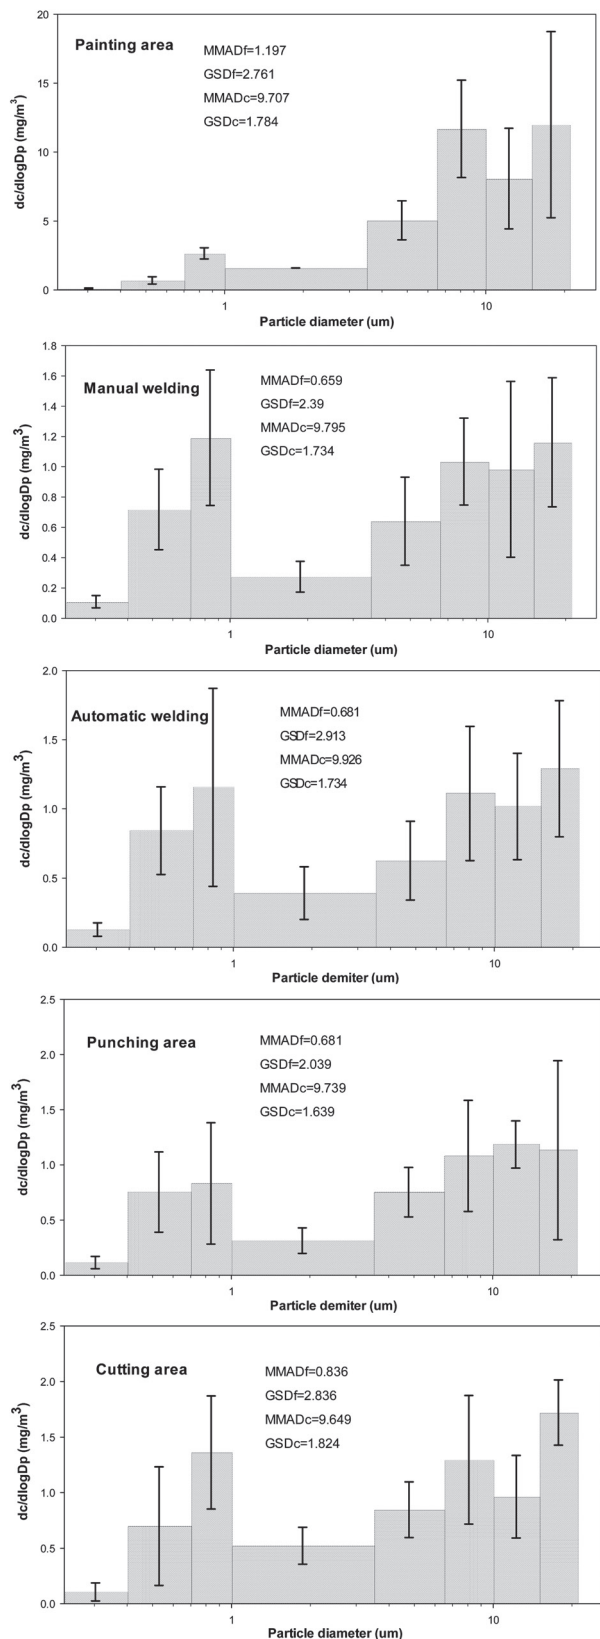 Painting area
MMADf=1.197
GSDf=2.761
MMADc=9.707
GSDc=1.784
dc/dlogDp (mg/m³)
20
15
10
5
0
1
10
Particle diameter (um)
Manual welding
MMADf=0.659
GSDf=2.39
MMADc=9.795
GSDc=1.734
dc/dlogDp (mg/m³)
1.8
1.6
1.4
1.2
1.0
0.8
0.6
0.4
0.2
0.0
1
10
Particle diameter (um)
Automatic welding
MMADf=0.681
GSDf=2.913
MMADc=9.926
GSDc=1.734
dc/dlogDp (mg/m³)
2.0
1.5
1.0
0.5
0.0
1
10
Particle demiter (um)
Punching area
MMADf=0.681
GSDf=2.039
MMADc=9.739
GSDc=1.639
dc/dlogDp (mg/m³)
2.5
2.0
1.5
1.0
0.5
0.0
1
10
Particle demiter (um)
Cutting area
MMADf=0.836
GSDf=2.836
MMADc=9.649
GSDc=1.824
dc/dlogDp (mg/m³)
2.5
2.0
1.5
1.0
0.5
0.0
1
10
Particle diameter (um)